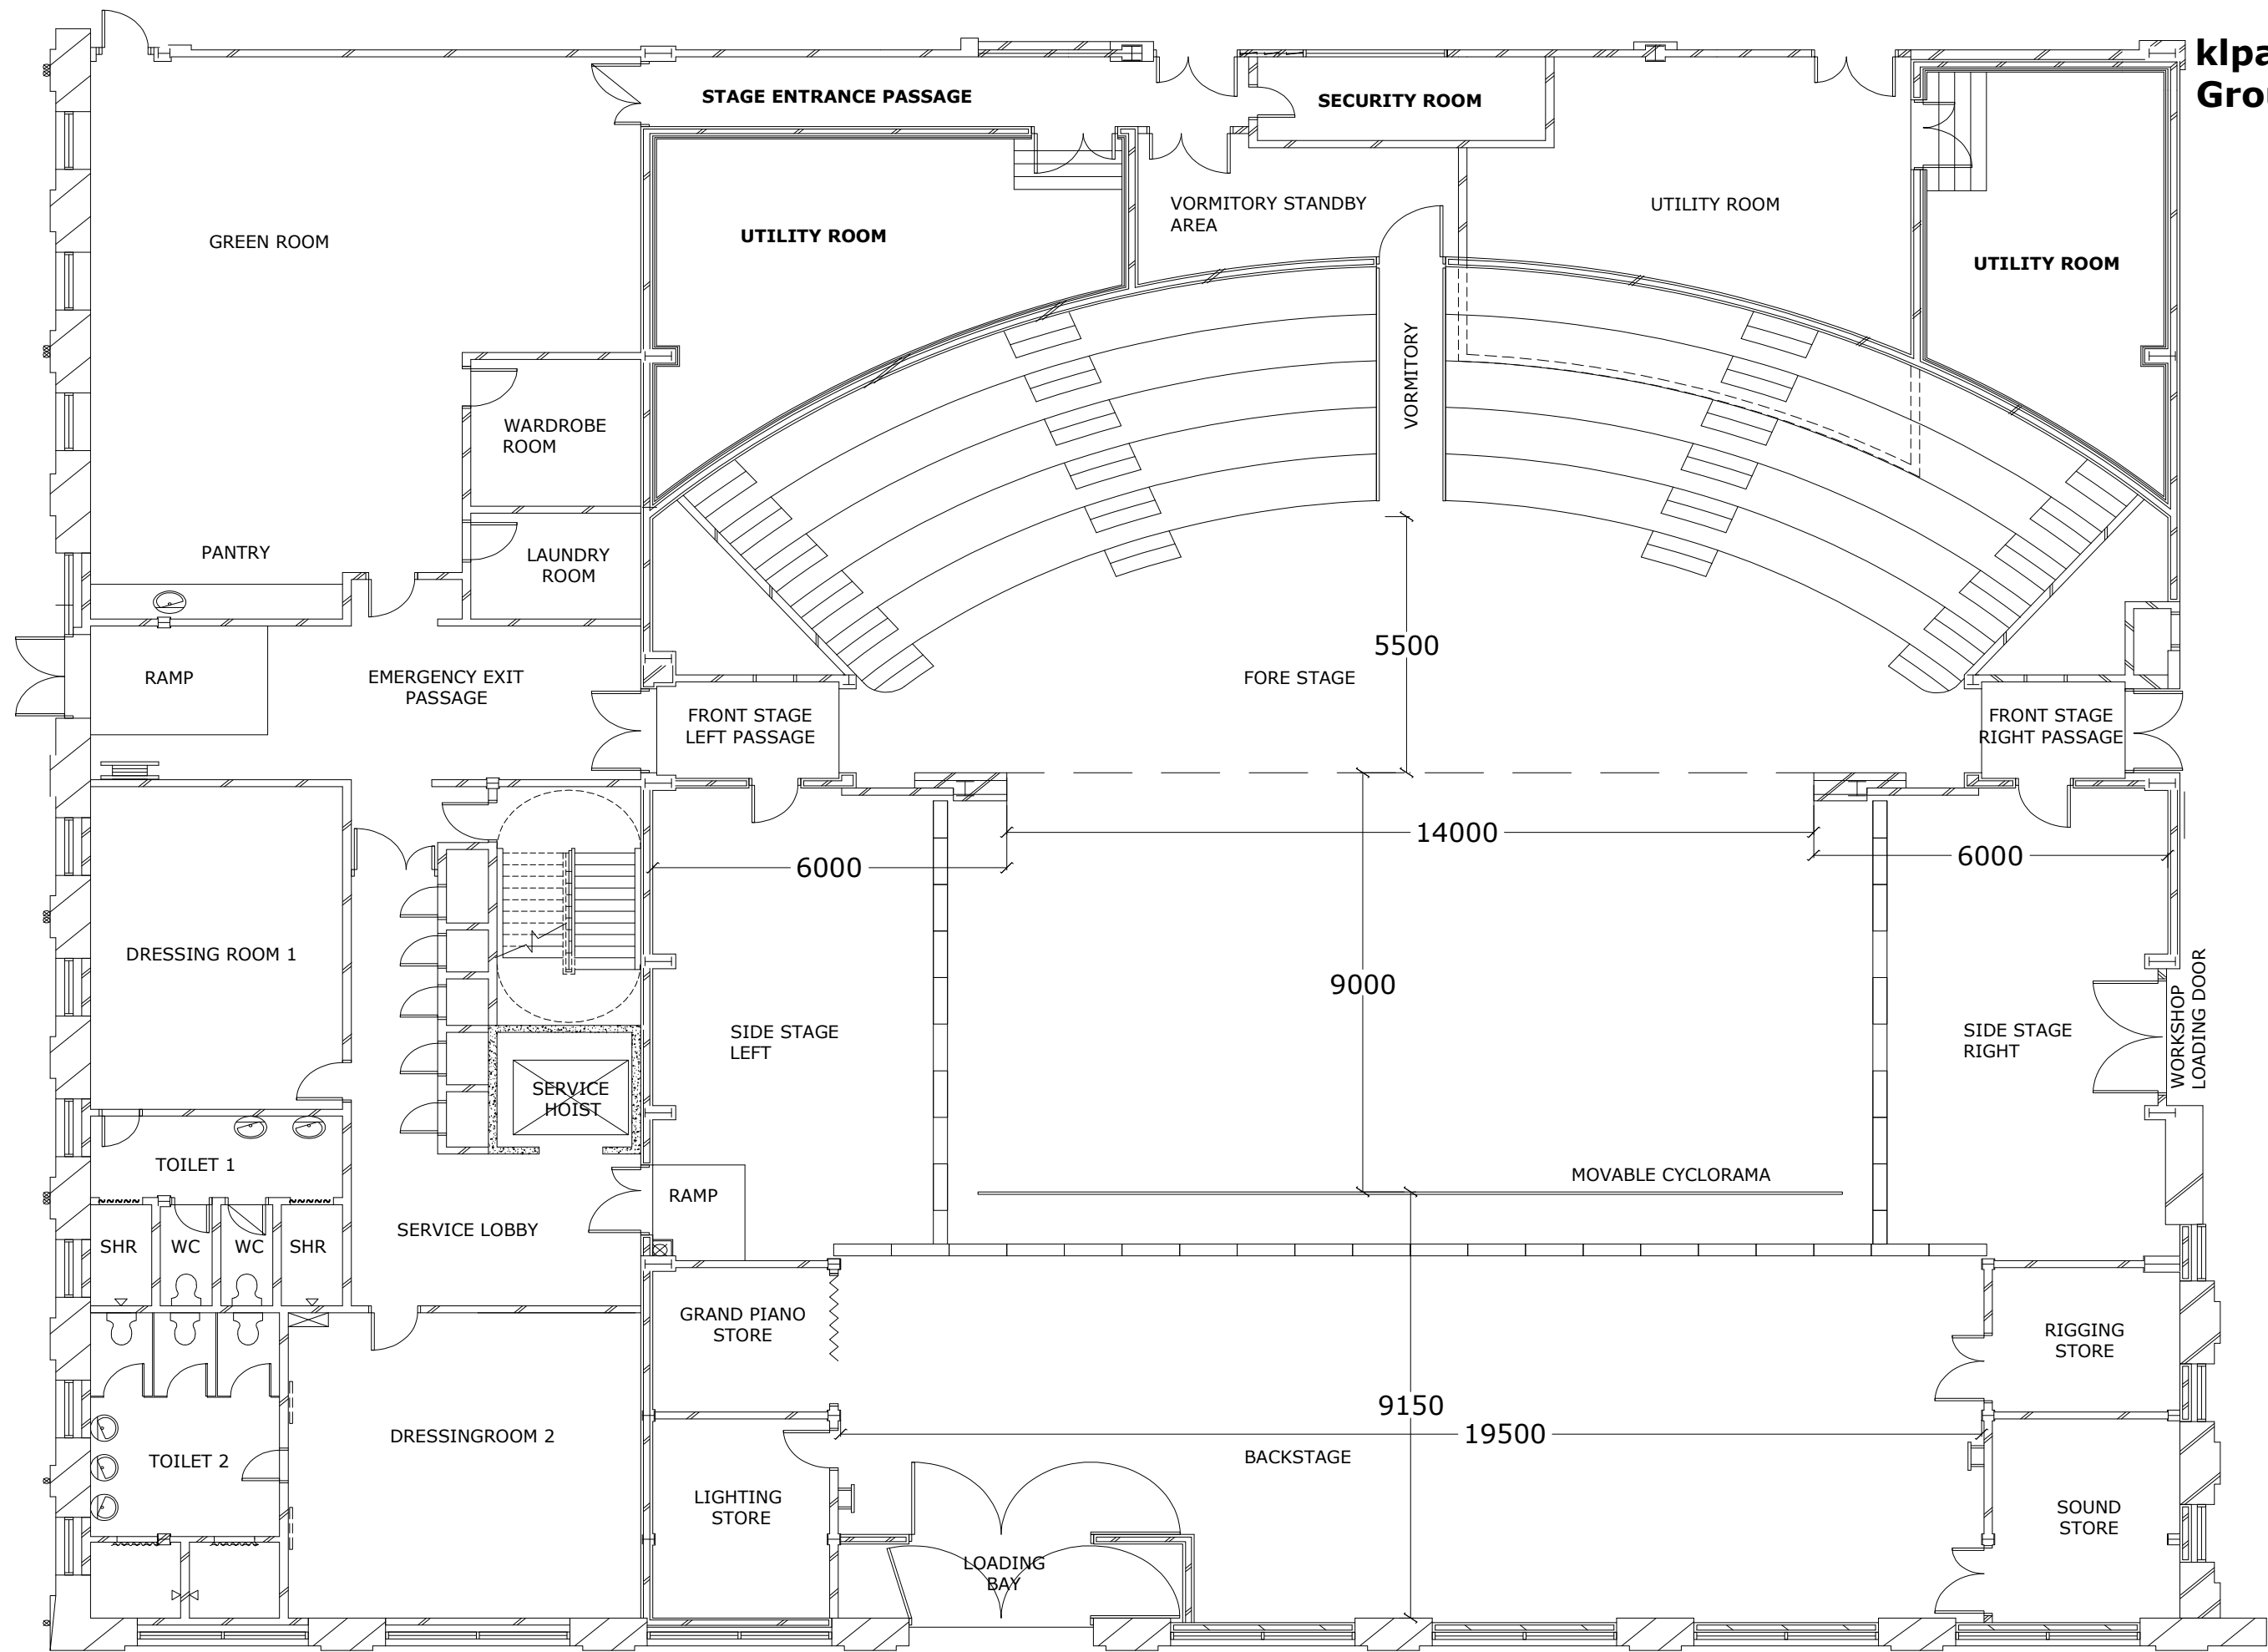 klpa
Gro
STAGE ENTRANCE PASSAGE
SECURITY ROOM
VORMITORY STANDBY
AREA
UTILITY ROOM
GREEN ROOM
UTILITY ROOM
UTILITY ROOM
VORMITORY
WARDROBE
ROOM
PANTRY
LAUNDRY
ROOM
5500
RAMP
EMERGENCY EXIT
PASSAGE
FORE STAGE
FRONT STAGE
LEFT PASSAGE
FRONT STAGE
RIGHT PASSAGE
14000
6000
6000
DRESSING ROOM 1
9000
SIDE STAGE
LEFT
SIDE STAGE
RIGHT
WORKSHOP
LOADING DOOR
SERVICE
HOIST
TOILET 1
MOVABLE CYCLORAMA
RAMP
SERVICE LOBBY
SHR
WC
WC
SHR
GRAND PIANO
STORE
RIGGING
STORE
9150
19500
DRESSINGROOM 2
BACKSTAGE
TOILET 2
LIGHTING
STORE
SOUND
STORE
LOADING
BAY